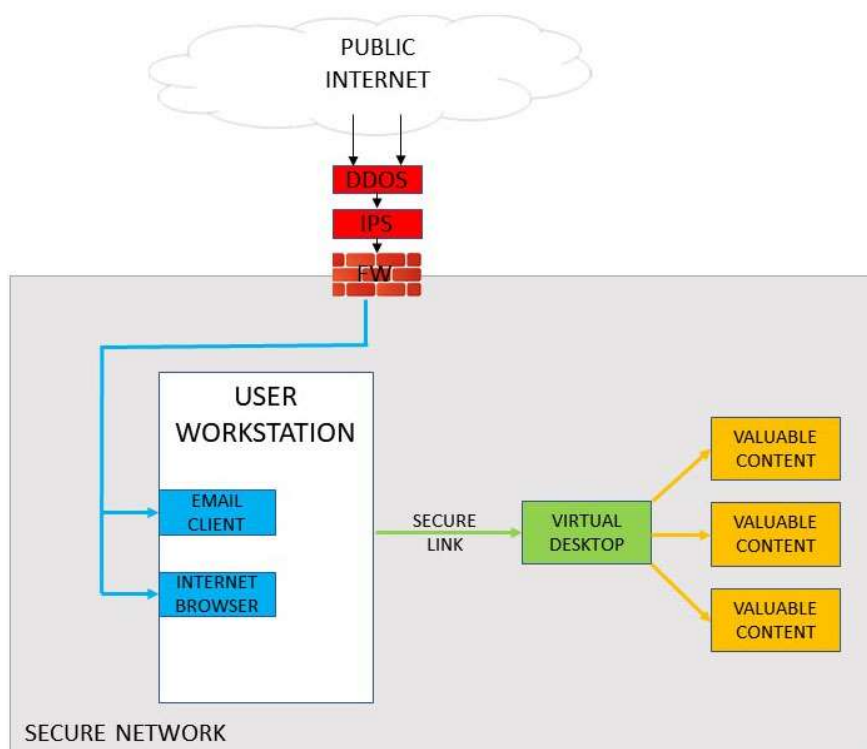 PUBLIC
INTERNET
DDOS
IPS
FW
USER
WORKSTATION
EMAIL
CLIENT
INTERNET
BROWSER
SECURE
LINK
VIRTUAL
DESKTOP
VALUABLE
CONTENT
VALUABLE
CONTENT
VALUABLE
CONTENT
SECURE NETWORK